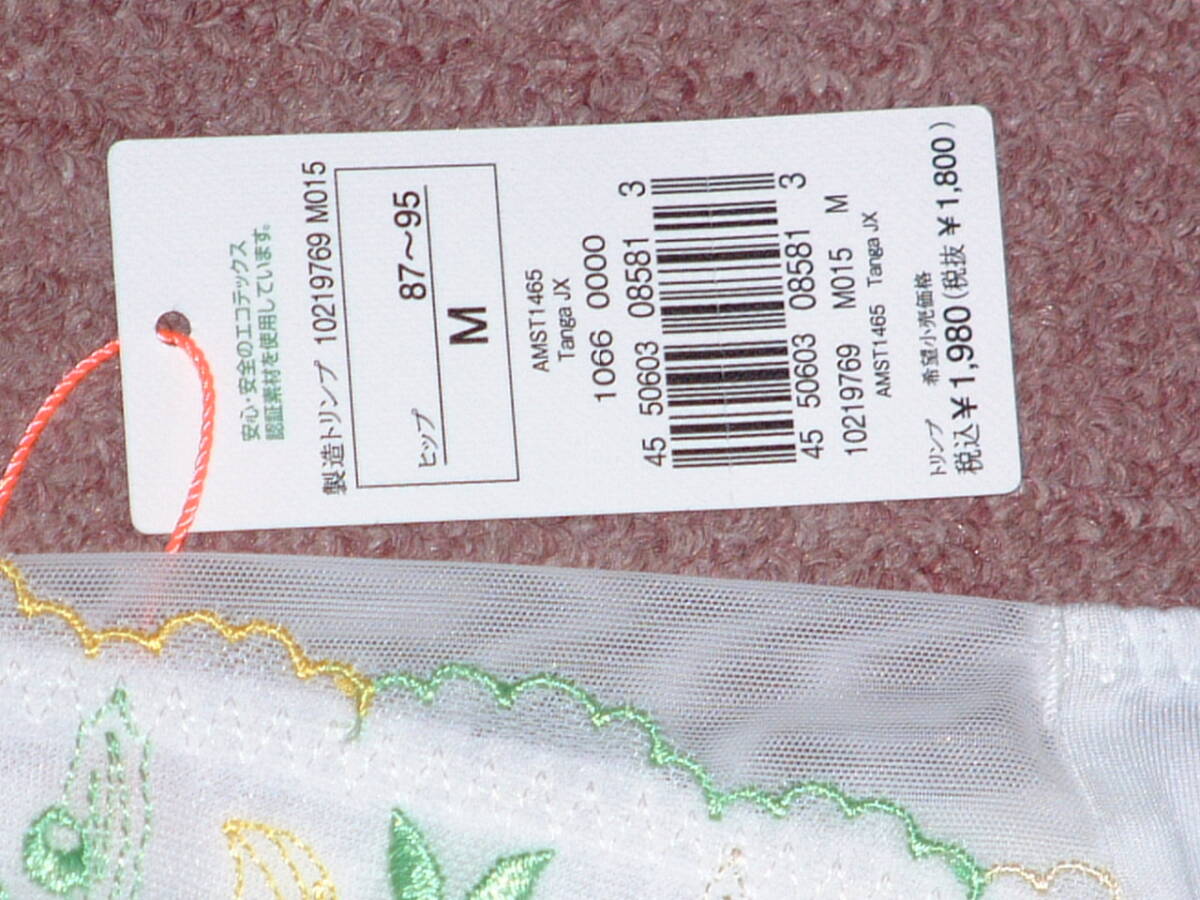 安心・安全のエコテックス
認証素材を使用しています。
製造トリンプ 10219769 M015
ヒップ 87〜95
M
AMST1465
Tanga JX
1066 0000
45 50603 08581 3
45 50603 08581 3
10219769 M015 M
AMST1465 Tanga JX
トリンプ 希望小売価格
税込¥1,980(税抜¥1,800)